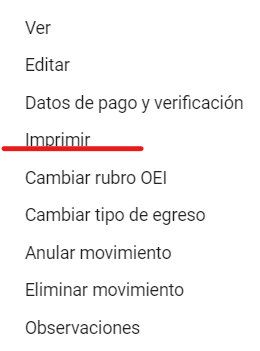 Ver
Editar
Datos de pago y verificación
Imprimir
Cambiar rubro OEI
Cambiar tipo de egreso
Anular movimiento
Eliminar movimiento
Observaciones